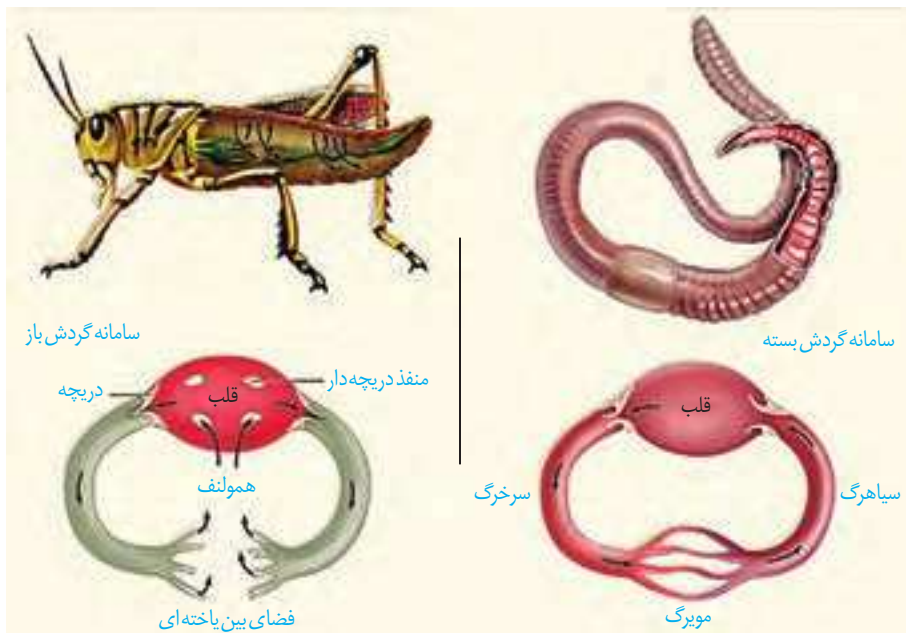 سامانه گردش بسته
قلب
سیاهرگ
سرخرگ
مویرگ
سامانه گردش باز
منفذ دریچه‌دار
قلب
دریچه
همولنف
فضای بین یاخته ای